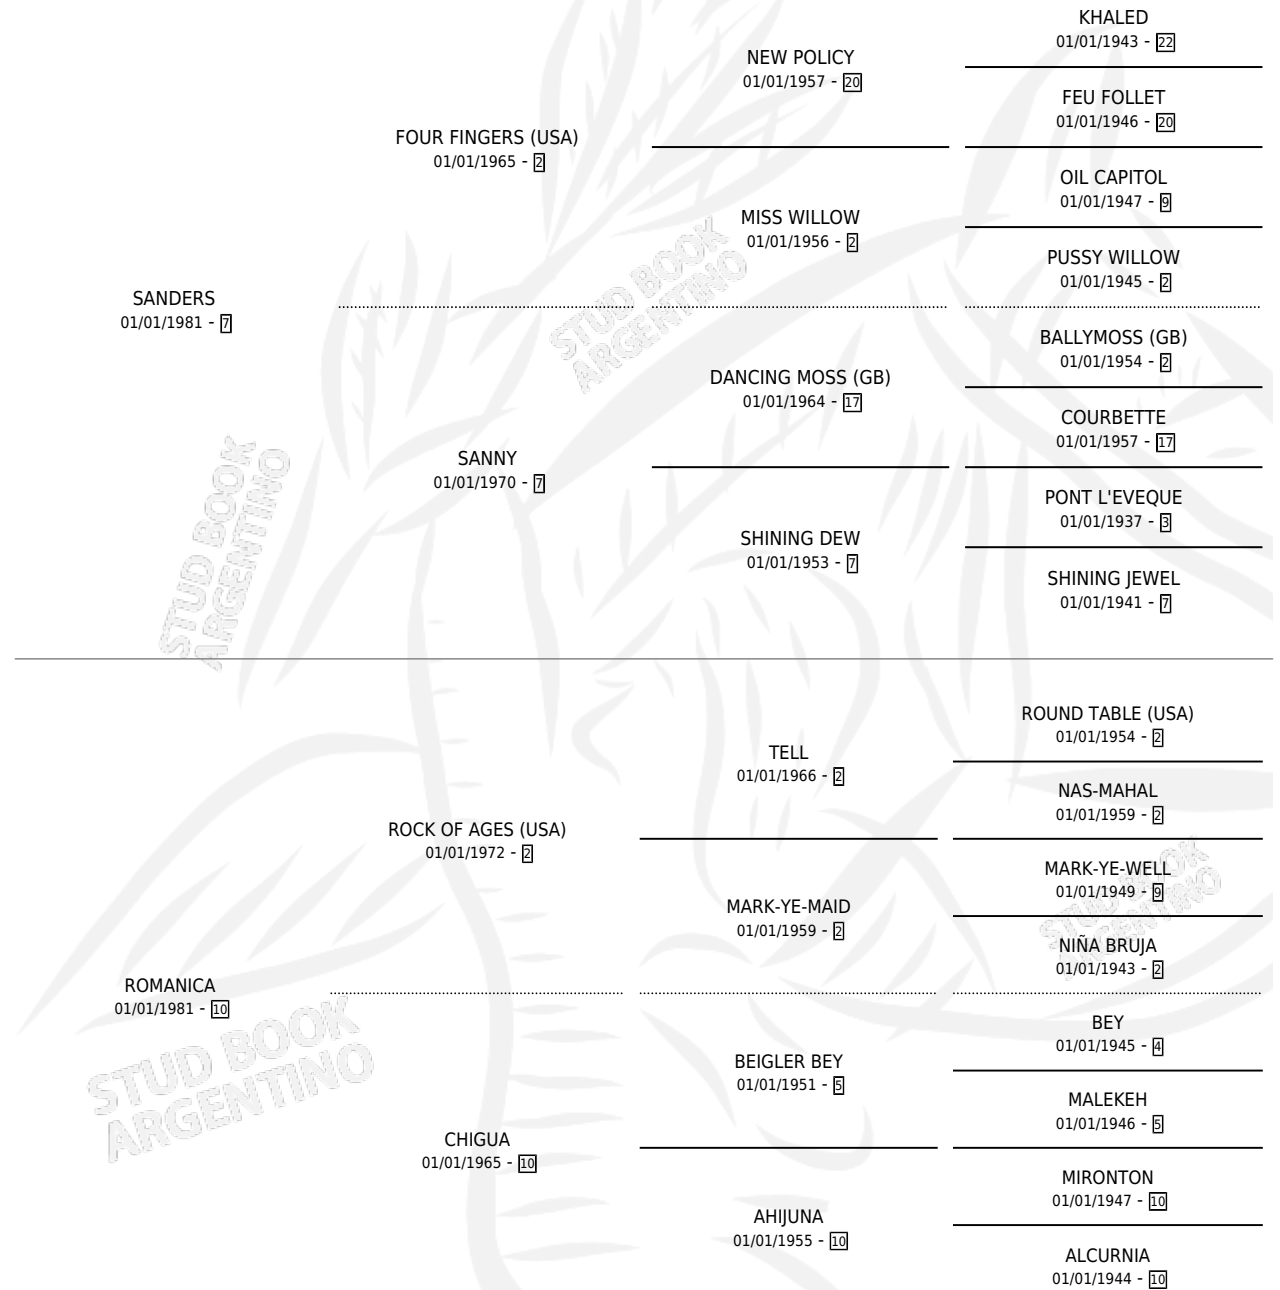 KHALED
01/01/1943 - 22
NEW POLICY
01/01/1957 - 20
FEU FOLLET
01/01/1946 - 20
FOUR FINGERS (USA)
01/01/1965 - 2
OIL CAPITOL
01/01/1947 - 9
MISS WILLOW
01/01/1956 - 2
PUSSY WILLOW
01/01/1945 - 2
SANDERS
01/01/1981 - 7
BALLYMOSS (GB)
01/01/1954 - 2
DANCING MOSS (GB)
01/01/1964 - 17
COURBETTE
01/01/1957 - 17
SANNY
01/01/1970 - 7
PONT L'EVEQUE
01/01/1937 - 3
SHINING DEW
01/01/1953 - 7
SHINING JEWEL
01/01/1941 - 7
STUD BOOK
ARGENTINO
STUD BOOK
ARGENTINO
ROUND TABLE (USA)
01/01/1954 - 2
TELL
01/01/1966 - 2
NAS-MAHAL
01/01/1959 - 2
ROCK OF AGES (USA)
01/01/1972 - 2
MARK-YE-WELL
01/01/1949 - 9
MARK-YE-MAID
01/01/1959 - 2
NIÑA BRUJA
01/01/1943 - 2
ROMANICA
01/01/1981 - 10
BEY
01/01/1945 - 4
BEIGLER BEY
01/01/1951 - 5
MALEKEH
01/01/1946 - 5
CHIGUA
01/01/1965 - 10
MIRONTON
01/01/1947 - 10
AHIJUNA
01/01/1955 - 10
ALCURNIA
01/01/1944 - 10
STUD BOOK
ARGENTINO
STUD BOOK
ARGENTINO